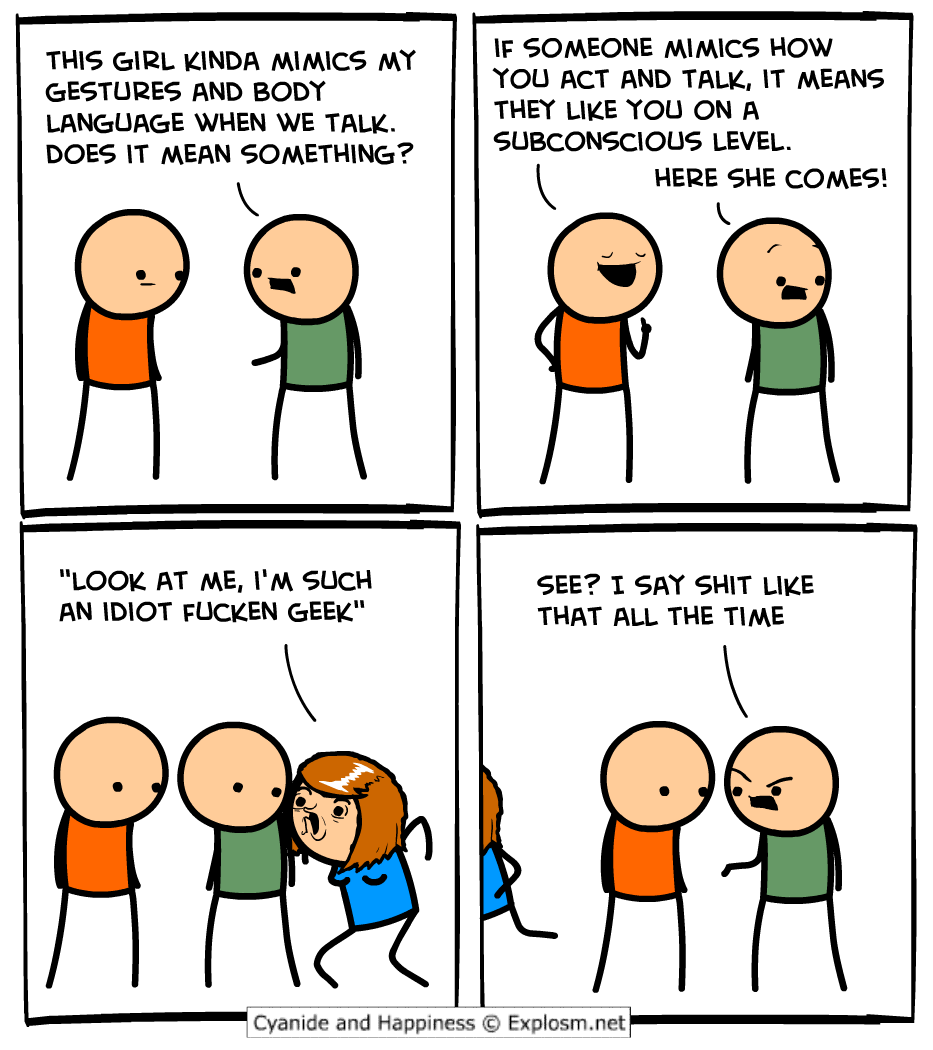 THIS GIRL KINDA MIMICS MY
GESTURES AND BODY
LANGUAGE WHEN WE TALK.
DOES IT MEAN SOMETHING?
IF SOMEONE MIMICS HOW
YOU ACT AND TALK, IT MEANS
THEY LIKE YOU ON A
SUBCONSCIOUS LEVEL.
HERE SHE COMES!
"LOOK AT ME, I'M SUCH
AN IDIOT FUCKEN GEEK"
SEE? I SAY SHIT LIKE
THAT ALL THE TIME
Cyanide and Happiness © Explosm.net